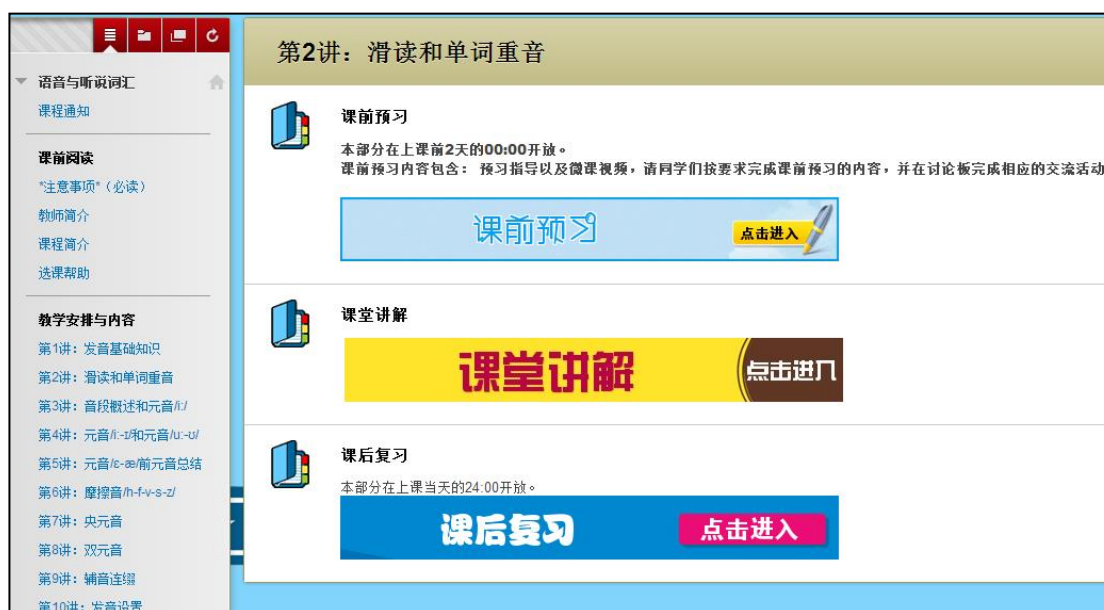 语音与听说词汇
课程通知
课前阅读
"注意事项"（必读）
教师简介
课程简介
选课帮助
教学安排与内容
第1讲：发音基础知识
第2讲：滑读和单词重音
第3讲：音段概述和元音/i:/
第4讲：元音/i:-ɪ/和元音/u:-ʊ/
第5讲：元音/ɛ-æ/前元音总结
第6讲：摩擦音/h-f-v-s-z/
第7讲：央元音
第8讲：双元音
第9讲：辅音连缀
第10讲：发音设置
第2讲：滑读和单词重音
课前预习
本部分在上课前2天的00:00开放。
课前预习内容包含： 预习指导以及微课视频，请同学们按要求完成课前预习的内容，并在讨论板完成相应的交流活动
课前预习
点击进入
课堂讲解
课堂讲解
点击进入
课后复习
本部分在上课当天的24:00开放。
课后复习
点击进入